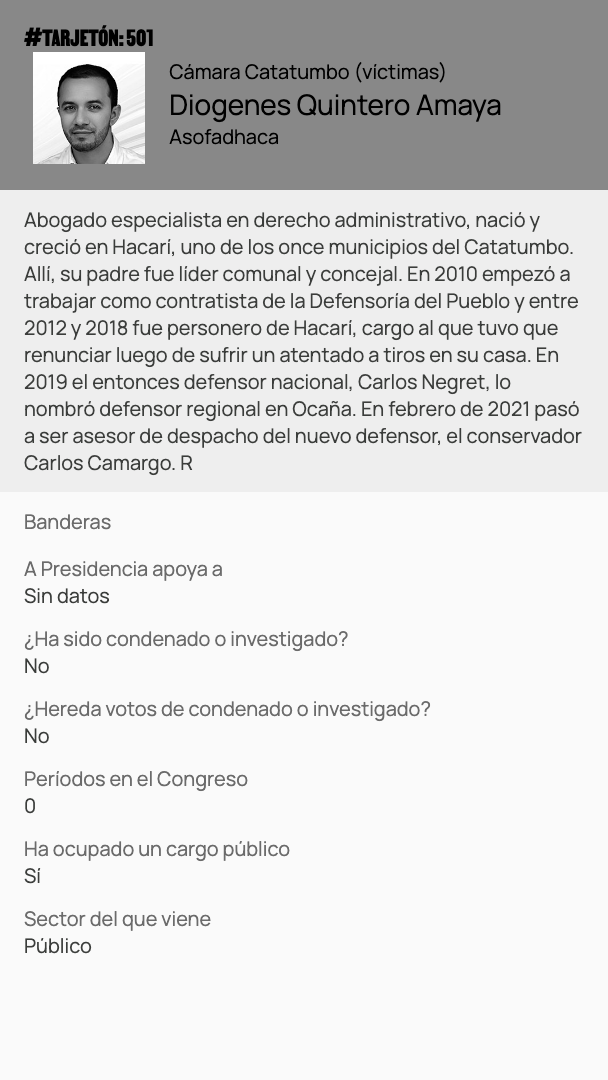 #TARJETÓN: 501
Cámara Catatumbo (víctimas)
Diogenes Quintero Amaya
Asofadhaca
Abogado especialista en derecho administrativo, nació y
creció en Hacarí, uno de los once municipios del Catatumbo.
Allí, su padre fue líder comunal y concejal. En 2010 empezó a
trabajar como contratista de la Defensoría del Pueblo y entre
2012 y 2018 fue personero de Hacarí, cargo al que tuvo que
renunciar luego de sufrir un atentado a tiros en su casa. En
2019 el entonces defensor nacional, Carlos Negret, lo
nombró defensor regional en Ocaña. En febrero de 2021 pasó
a ser asesor de despacho del nuevo defensor, el conservador
Carlos Camargo. R
Banderas
A Presidencia apoya a
Sin datos
¿Ha sido condenado o investigado?
No
¿Hereda votos de condenado o investigado?
No
Períodos en el Congreso
0
Ha ocupado un cargo público
Sí
Sector del que viene
Público